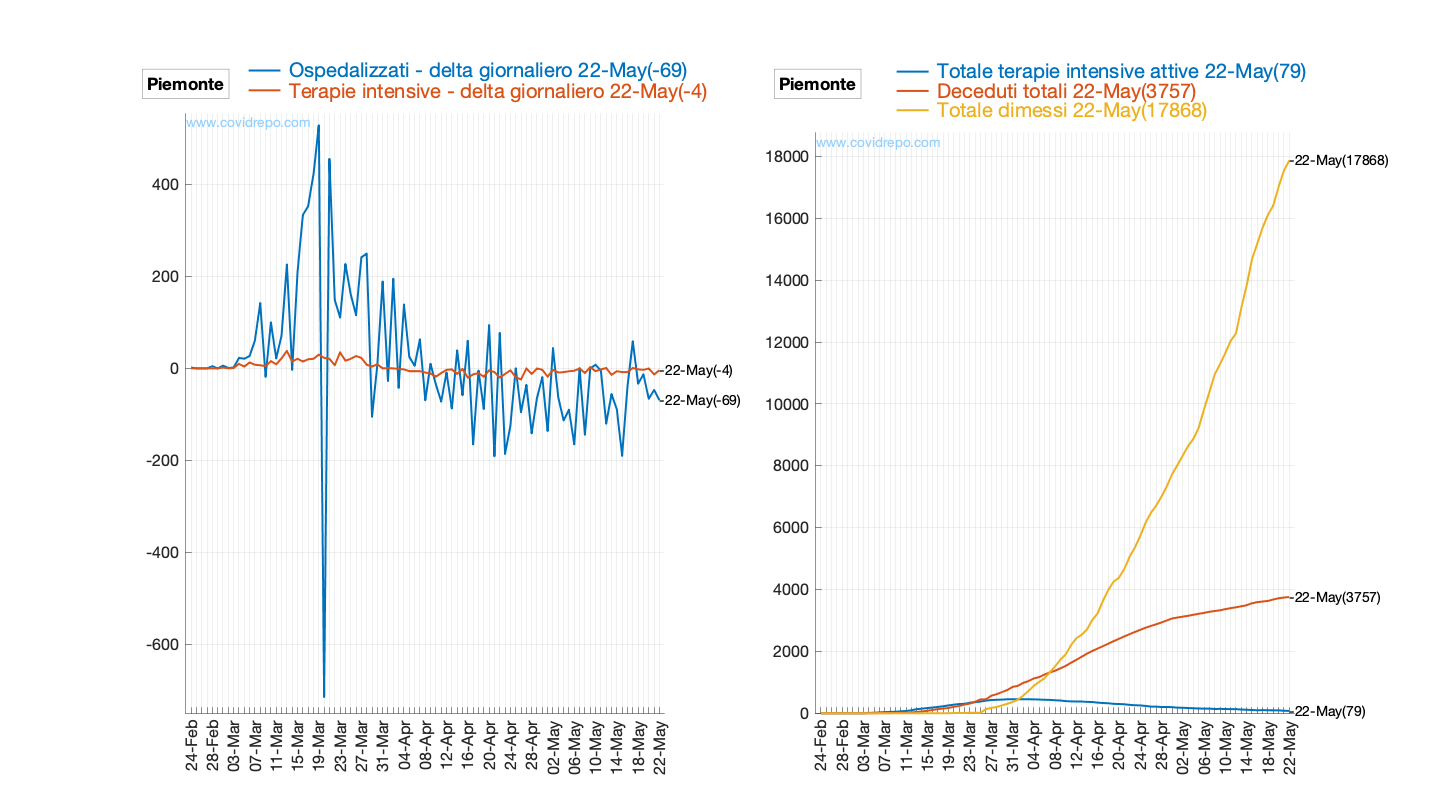 Piemonte
Ospedalizzati - delta giornaliero 22-May(-69)
Terapie intensive - delta giornaliero 22-May(-4)
www.covidrepo.com
400
200
0
-200
-400
-600
22-May(-4)
22-May(-69)
24-Feb
28-Feb
03-Mar
07-Mar
11-Mar
15-Mar
19-Mar
23-Mar
27-Mar
31-Mar
04-Apr
08-Apr
12-Apr
16-Apr
20-Apr
24-Apr
28-Apr
02-May
06-May
10-May
14-May
18-May
22-May
Piemonte
Totale terapie intensive attive 22-May(79)
Deceduti totali 22-May(3757)
Totale dimessi 22-May(17868)
www.covidrepo.com
18000
16000
14000
12000
10000
8000
6000
4000
2000
0
22-May(17868)
22-May(3757)
22-May(79)
24-Feb
28-Feb
03-Mar
07-Mar
11-Mar
15-Mar
19-Mar
23-Mar
27-Mar
31-Mar
04-Apr
08-Apr
12-Apr
16-Apr
20-Apr
24-Apr
28-Apr
02-May
06-May
10-May
14-May
18-May
22-May